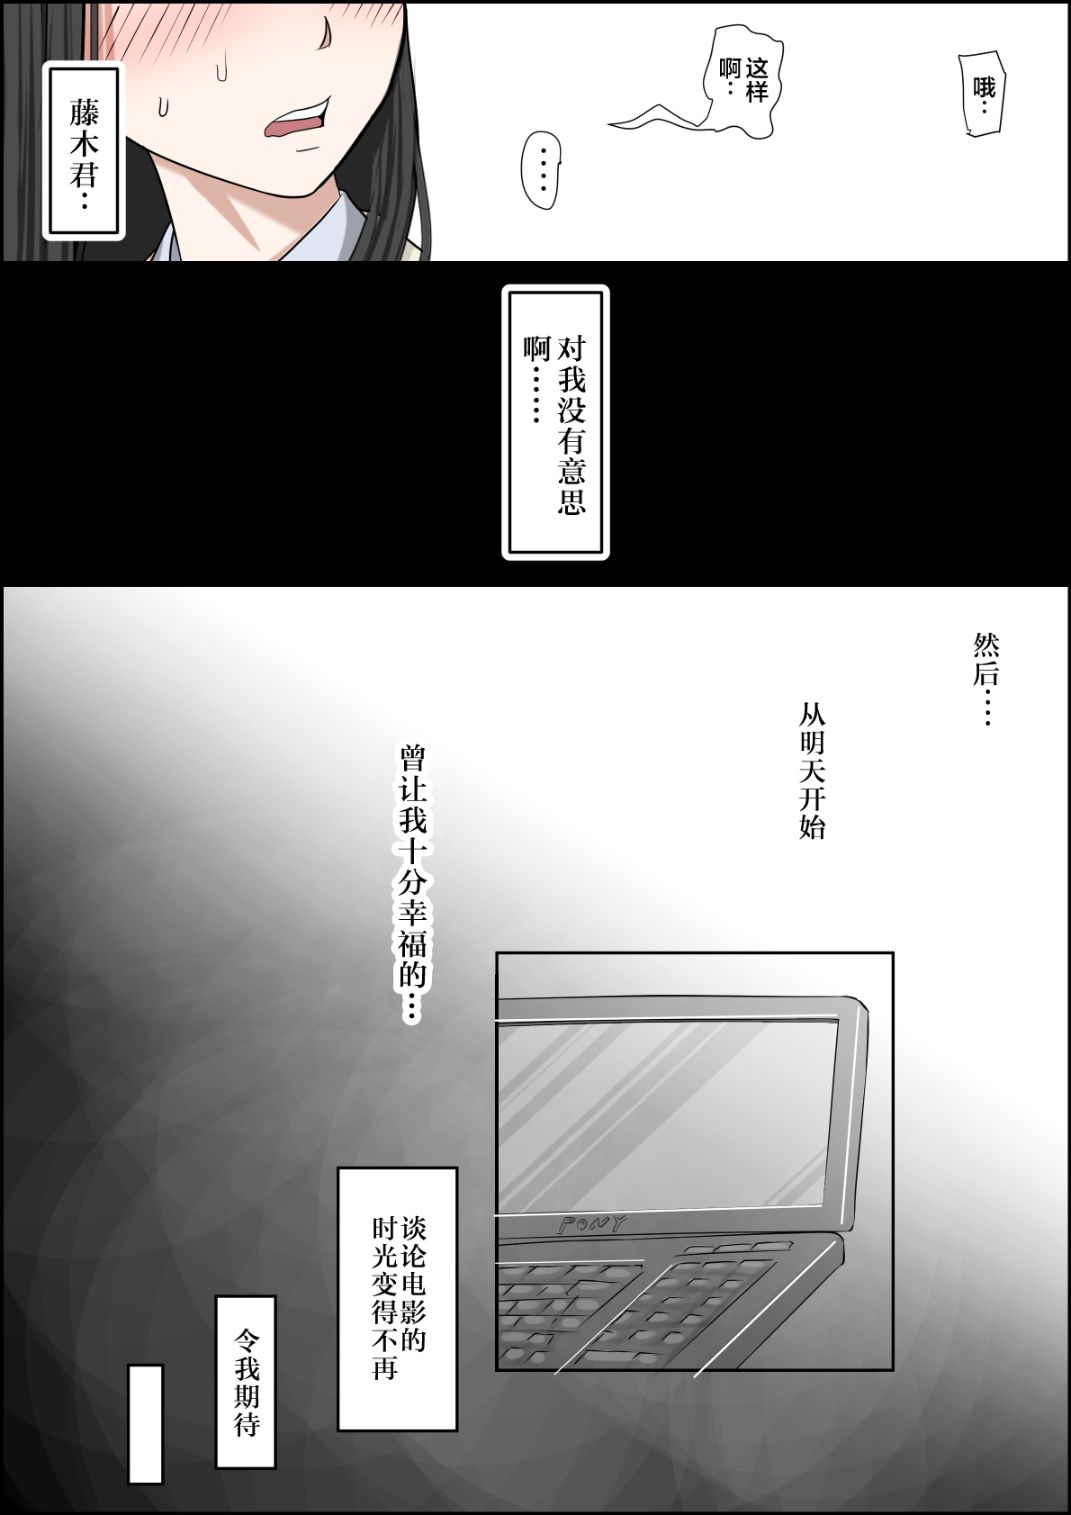 哦…
这样
啊…
……
藤木君…
对我没有意思
啊……
然后……
从明天开始
曾让我十分幸福的…
PONY
谈论电影的
时光变得不再
令我期待